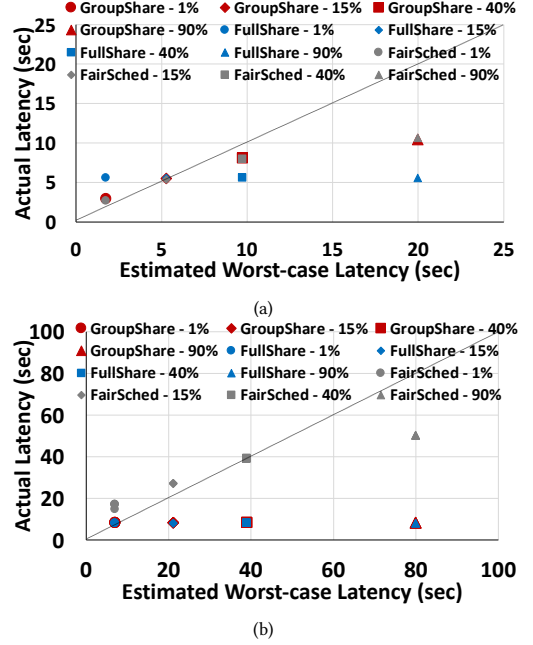 GroupShare - 1% GroupShare - 15% GroupShare - 40%
25 GroupShare - 90% FullShare - 1% FullShare - 15%
FullShare - 40% FullShare - 90% FairSched - 1%
20 FairSched - 15% FairSched - 40% FairSched - 90%
15
10
5
0
Actual Latency (sec)
0 5 10 15 20 25
Estimated Worst-case Latency (sec)
(a)
100 GroupShare - 1% GroupShare - 15% GroupShare - 40%
GroupShare - 90% FullShare - 1% FullShare - 15%
80 FullShare - 40% FullShare - 90% FairSched - 1%
FairSched - 15% FairSched - 40% FairSched - 90%
60
40
20
0
Actual Latency (sec)
0 20 40 60 80 100
Estimated Worst-case Latency (sec)
(b)